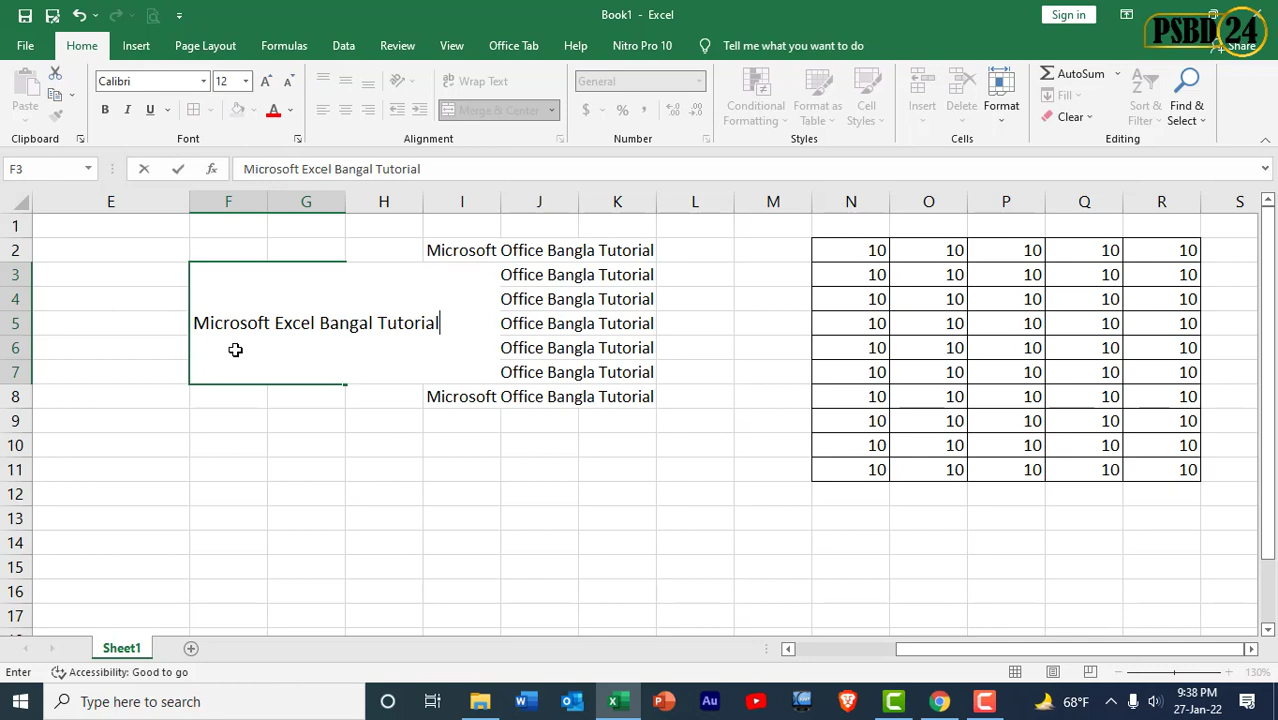 Book1 - Excel
Sign in
PSBD 24
File Home Insert Page Layout Formulas Data Review View Office Tab Help Nitro Pro 10 Tell me what you want to do Share
Paste
Calibri 12
B I U A
Wrap Text
Merge & Center
General
$ % ,
Conditional Formatting
Format as Table
Cell Styles
Insert
Delete
Format
AutoSum
Fill
Clear
Sort & Filter
Find & Select
Clipboard Font Alignment Number Styles Cells Editing
F3 fx Microsoft Excel Bangal Tutorial
E F G H I J K L M N O P Q R S
1
2 Microsoft Office Bangla Tutorial 10 10 10 10 10
3 Office Bangla Tutorial 10 10 10 10 10
4 Office Bangla Tutorial 10 10 10 10 10
5 Microsoft Excel Bangal Tutorial Office Bangla Tutorial 10 10 10 10 10
6 Office Bangla Tutorial 10 10 10 10 10
7 Office Bangla Tutorial 10 10 10 10 10
8 Microsoft Office Bangla Tutorial 10 10 10 10 10
9 10 10 10 10 10
10 10 10 10 10 10
11 10 10 10 10 10
12
13
14
15
16
17
Sheet1
Enter Accessibility: Good to go 130%
Type here to search 68°F 9:38 PM
27-Jan-22